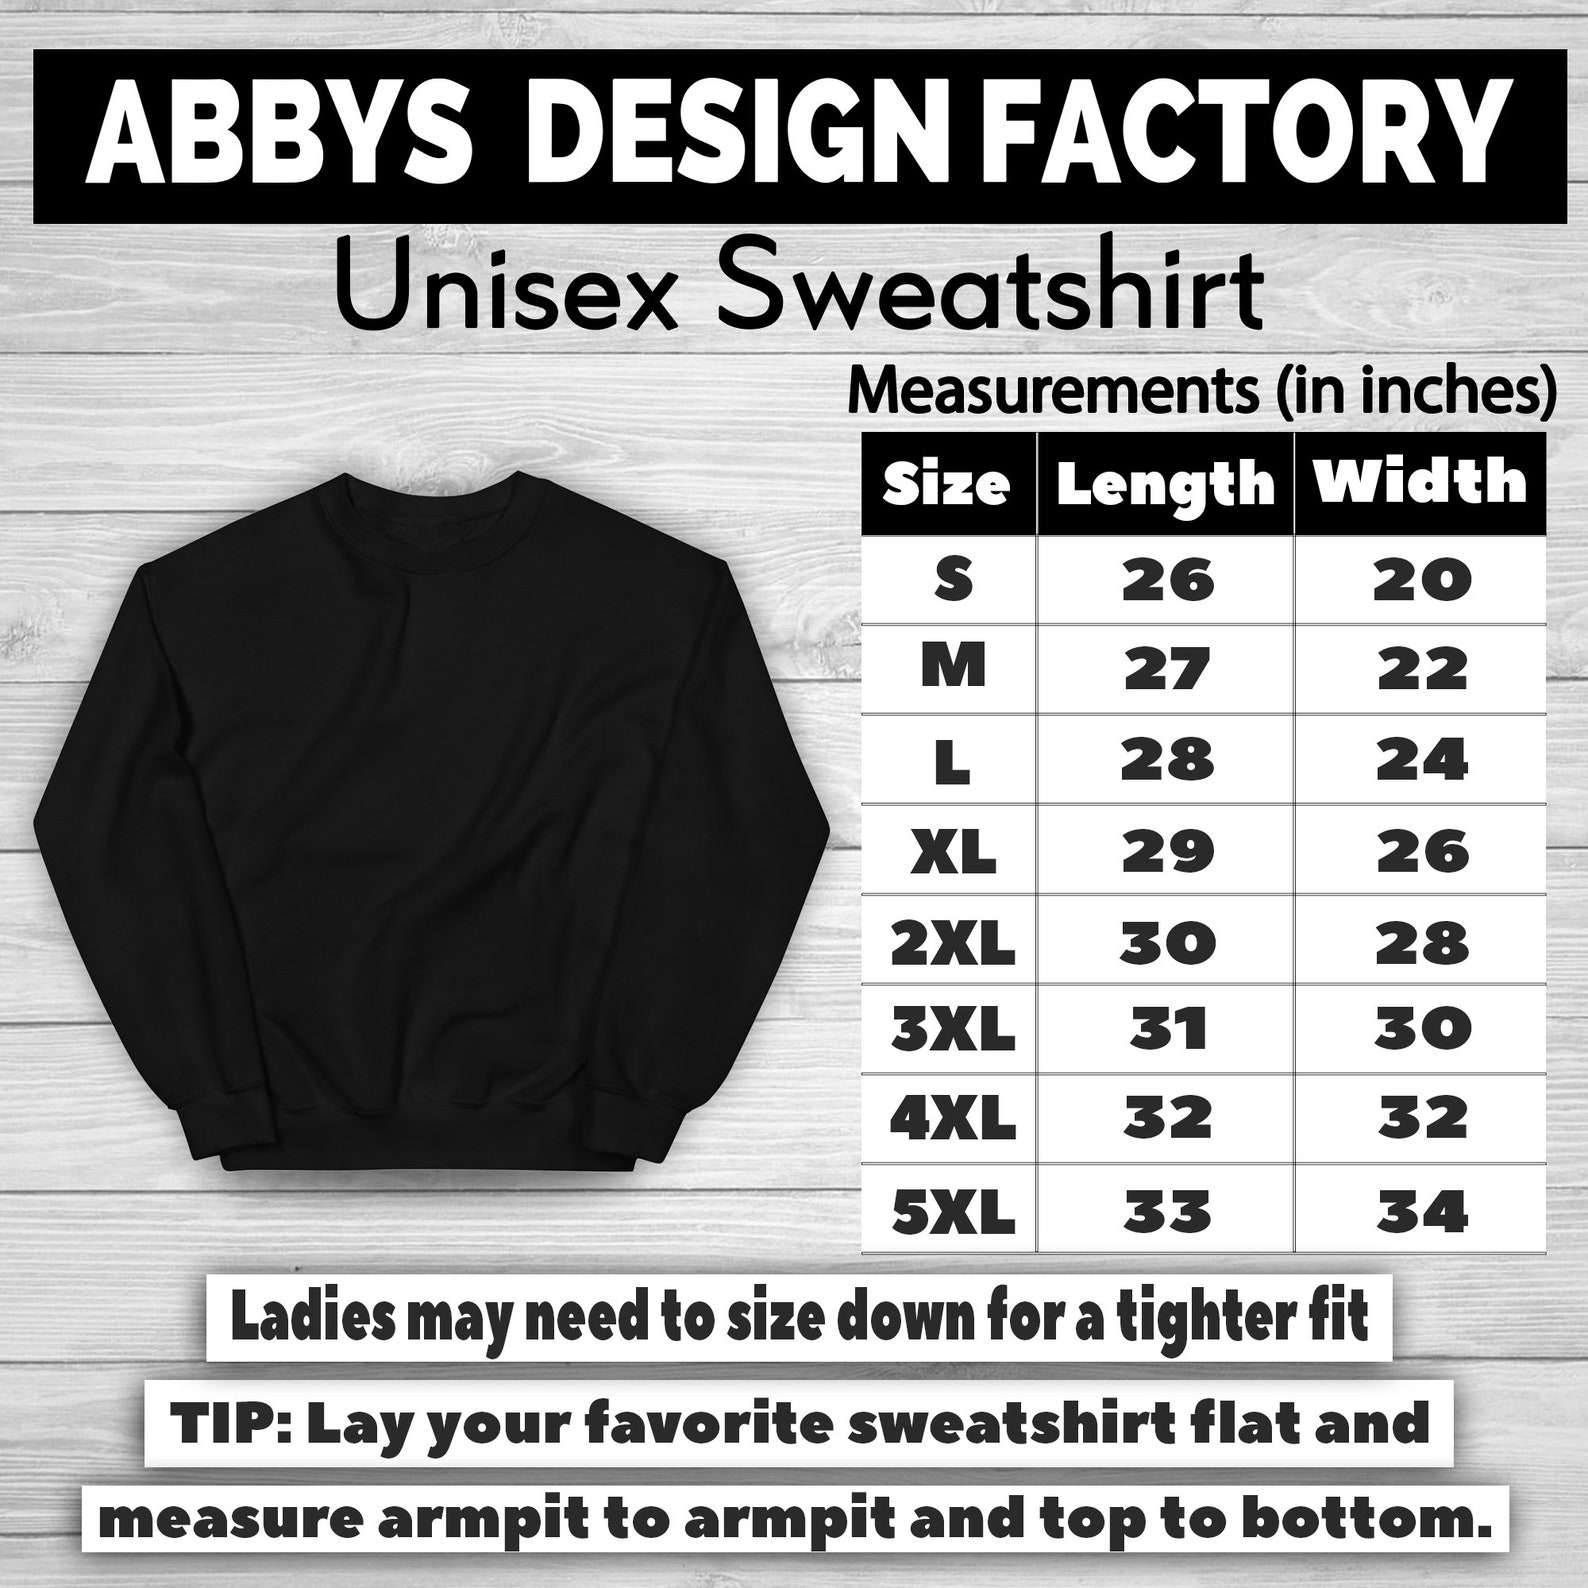 ABBYS DESIGN FACTORY
Unisex Sweatshirt
Measurements (in inches)
Size Length Width
S 26 20
M 27 22
L 28 24
XL 29 26
2XL 30 28
3XL 31 30
4XL 32 32
5XL 33 34
Ladies may need to size down for a tighter fit
TIP: Lay your favorite sweatshirt flat and
measure armpit to armpit and top to bottom.